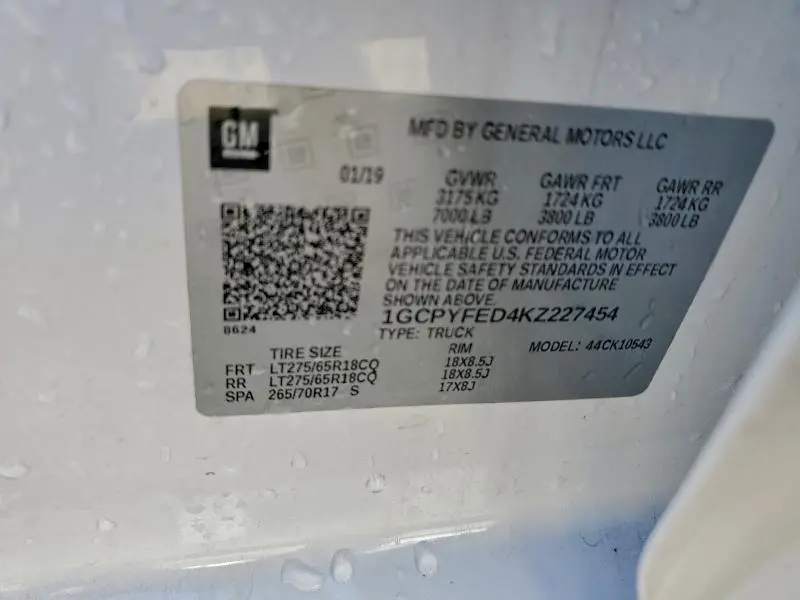 GM
MFD BY GENERAL MOTORS LLC
01/19
GVWR GAWR FRT GAWR RR
3175 KG 1724 KG 1724 KG
7000 LB 3800 LB 3800 LB
THIS VEHICLE CONFORMS TO ALL
APPLICABLE U.S. FEDERAL MOTOR
VEHICLE SAFETY STANDARDS IN EFFECT
ON THE DATE OF MANUFACTURE
SHOWN ABOVE.
8624
1GCPYFED4KZ227454
TYPE: TRUCK MODEL: 44CK10543
TIRE SIZE RIM
FRT LT275/65R18CQ 18X8.5J
RR LT275/65R18CQ 18X8.5J
SPA 265/70R17 S 17X8J